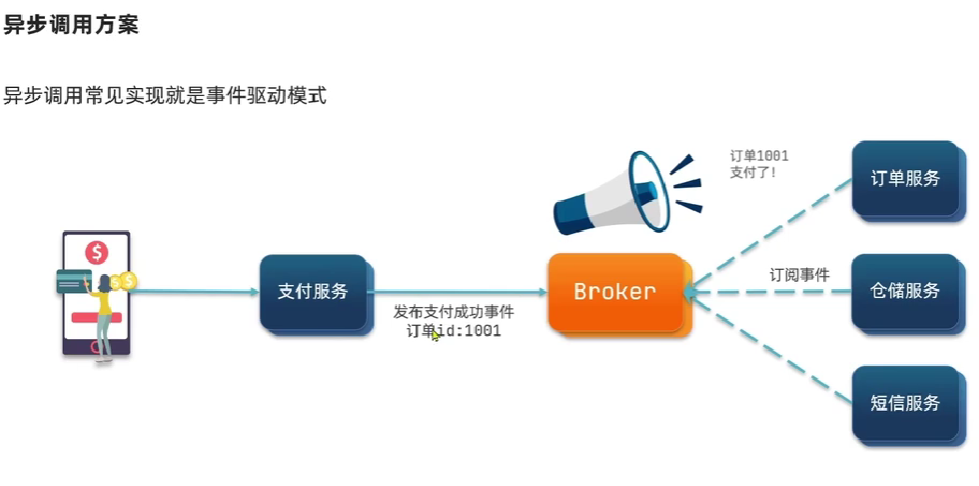 异步调用方案
异步调用常见实现就是事件驱动模式
订单1001
支付了!
订单服务
支付服务
发布支付成功事件
订单id:1001
Broker
订阅事件
仓储服务
短信服务